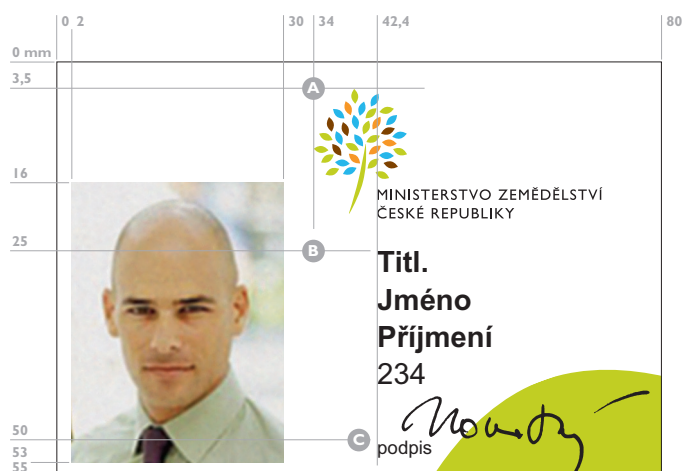 0 2 30 34 42,4 80
0 mm
3,5
A
16
MINISTERSTVO ZEMĚDĚLSTVÍ
ČESKÉ REPUBLIKY
25
B
Titl.
Jméno
Příjmení
234
50
C
podpis
53
55